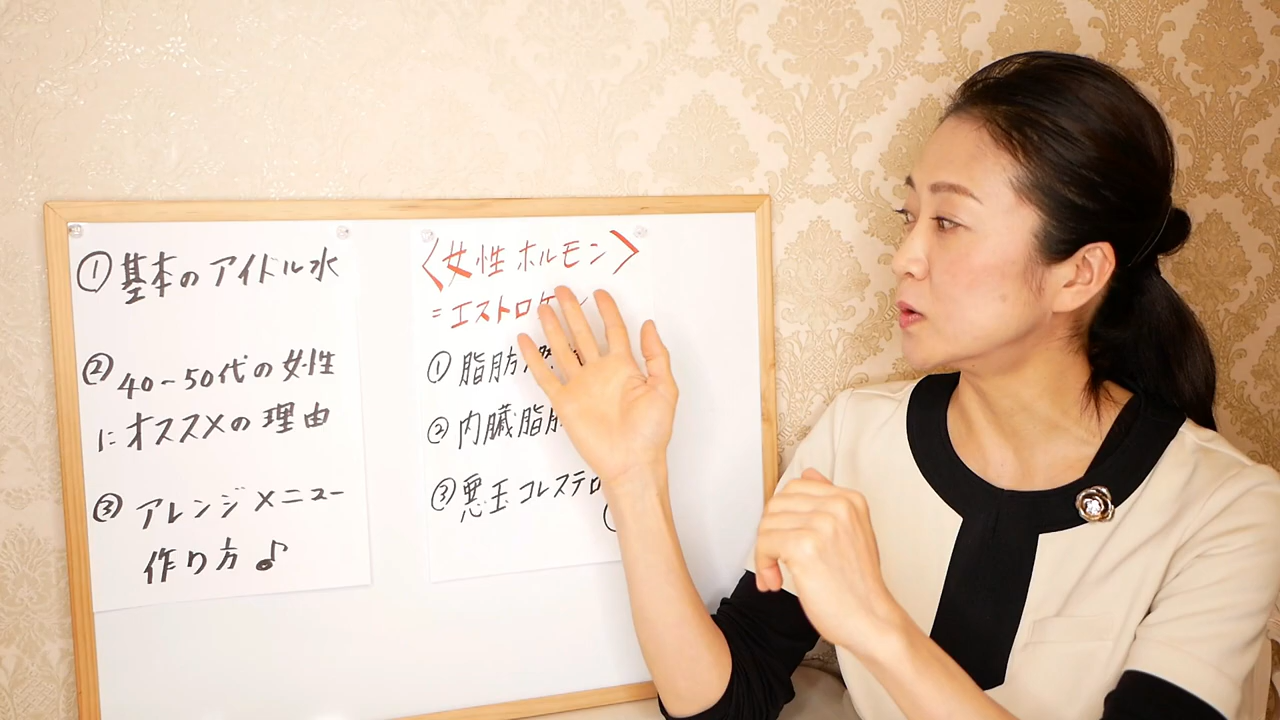 ①基本のアイドル水
②40-50代の女性
にオススメの理由
③アレンジメニュー
作り方♪
〈女性ホルモン〉
=エストロゲン
①脂肪
②内臓脂肪
③悪玉コレステロ